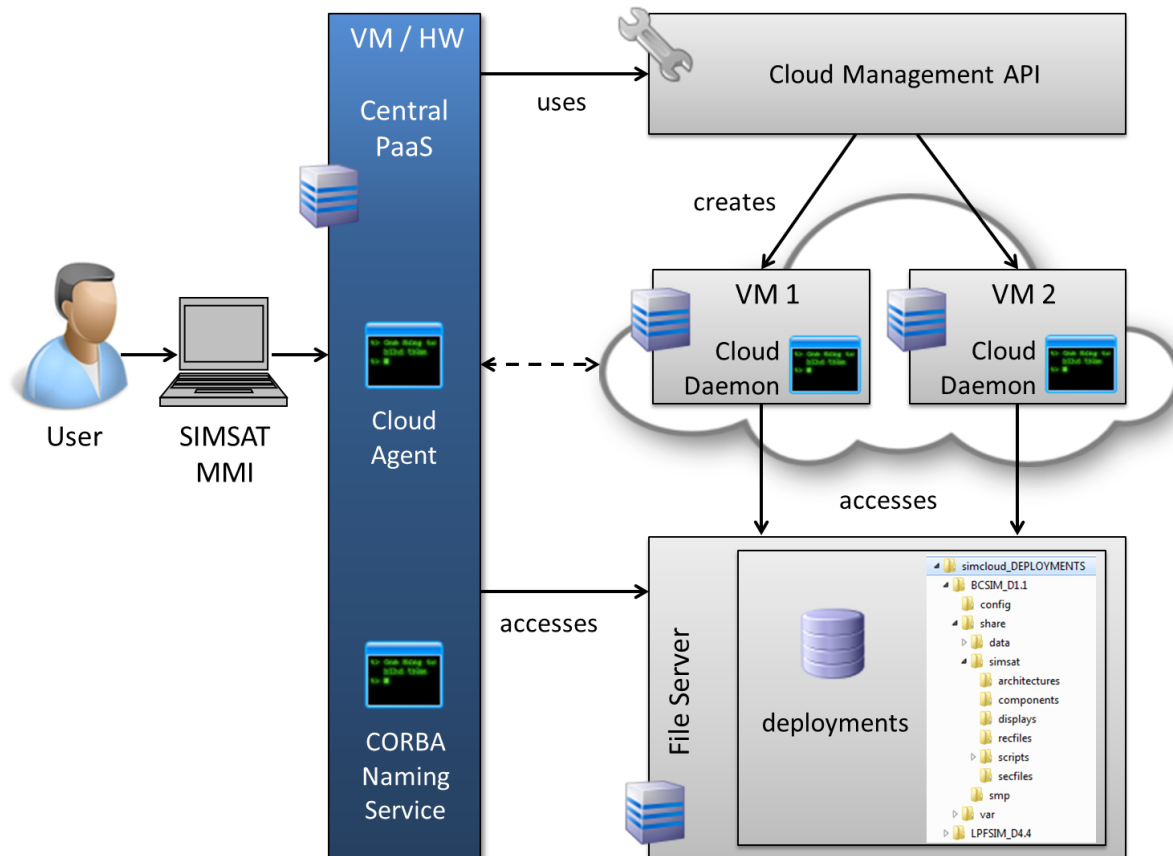 VM / HW
Central
PaaS
Cloud
Agent
CORBA
Naming
Service
User
SIMSAT
MMI
uses
Cloud Management API
creates
VM 1
Cloud
Daemon
VM 2
Cloud
Daemon
accesses
accesses
File Server
deployments
simcloud_DEPLOYMENTS
BCSIM_D1.1
config
share
data
simsat
architectures
components
displays
recfiles
scripts
secfiles
smp
var
LPFSIM_D4.4